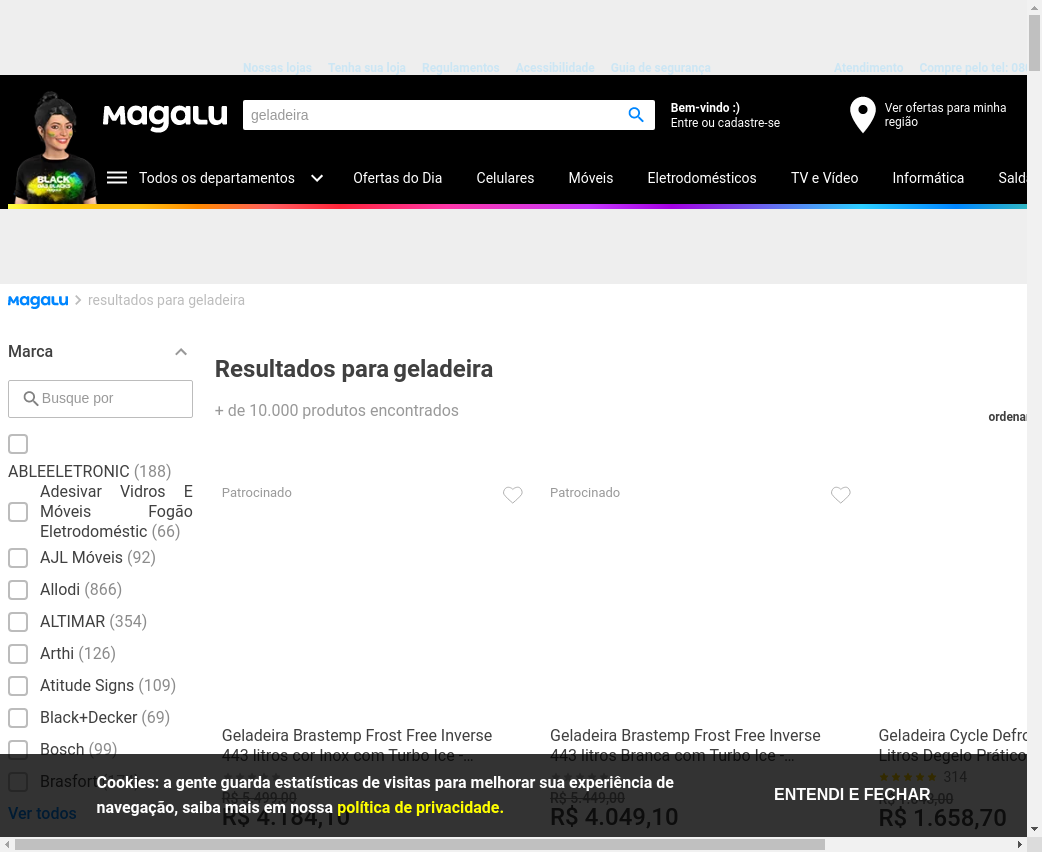 Nossas lojas Tenha sua loja Regulamentos Acessibilidade Guia de segurança Atendimento Compre pelo tel:
magalu
geladeira
Bem-vindo :)
Entre ou cadastre-se
Ver ofertas para minha
região
BLACK
Todos os departamentos Ofertas do Dia Celulares Móveis Eletrodomésticos TV e Vídeo Informática
magalu resultados para geladeira
Marca
Busque por
ABLEELETRONIC (188)
Adesivar Vidros E
Móveis Fogão
Eletrodoméstic (66)
AJL Móveis (92)
Allodi (866)
ALTIMAR (354)
Arthi (126)
Atitude Signs (109)
Black+Decker (69)
Bosch (99)
Brasfort
Ver todos
Resultados para geladeira
+ de 10.000 produtos encontrados
ordenar
Patrocinado
Geladeira Brastemp Frost Free Inverse
443 litros cor Inox com Turbo Ice -...
R$ 5.499,00
R$ 4.184,10
Patrocinado
Geladeira Brastemp Frost Free Inverse
443 litros Branca com Turbo Ice -...
R$ 5.449,00
R$ 4.049,10
Geladeira Cycle Defro
Litros Degelo Prático
314
R$ 1.658,70
Cookies: a gente guarda estatísticas de visitas para melhorar sua experiência de
navegação, saiba mais em nossa política de privacidade.
ENTENDI E FECHAR